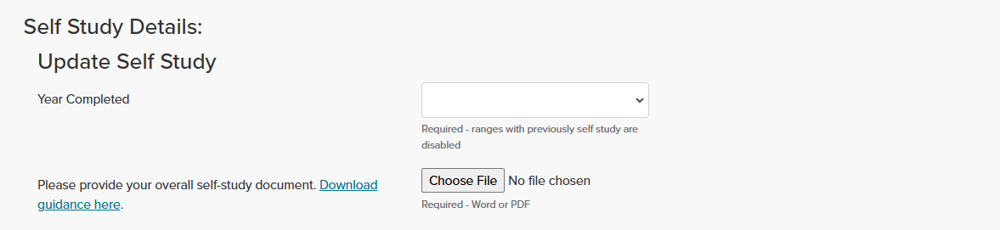 Self Study Details:
Update Self Study
Year Completed
Required - ranges with previously self study are
disabled
Please provide your overall self-study document. Download
guidance here.
Choose File No file chosen
Required - Word or PDF